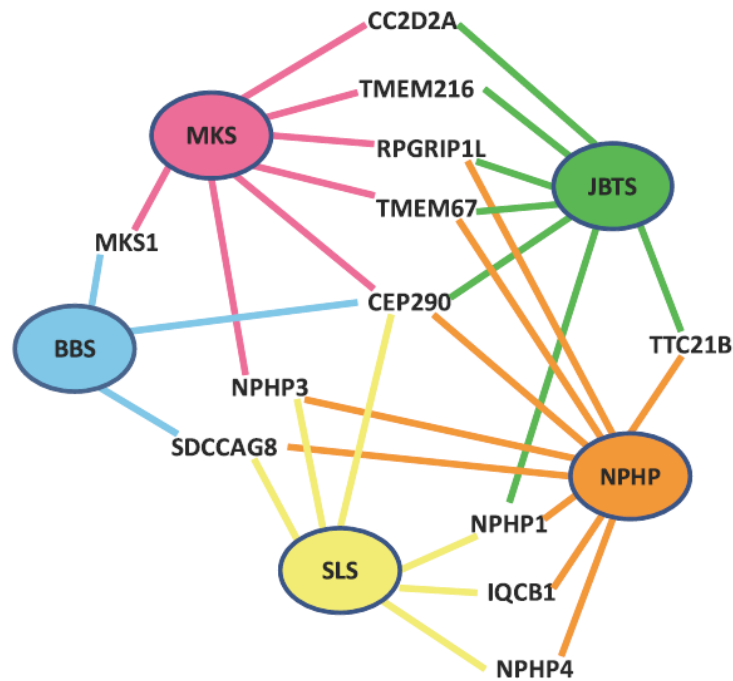 CC2D2A
TMEM216
MKS
RPGRIP1L
JBTS
TMEM67
MKS1
CEP290
BBS
TTC21B
NPHP3
SDCCAG8
NPHP
NPHP1
SLS
IQCB1
NPHP4